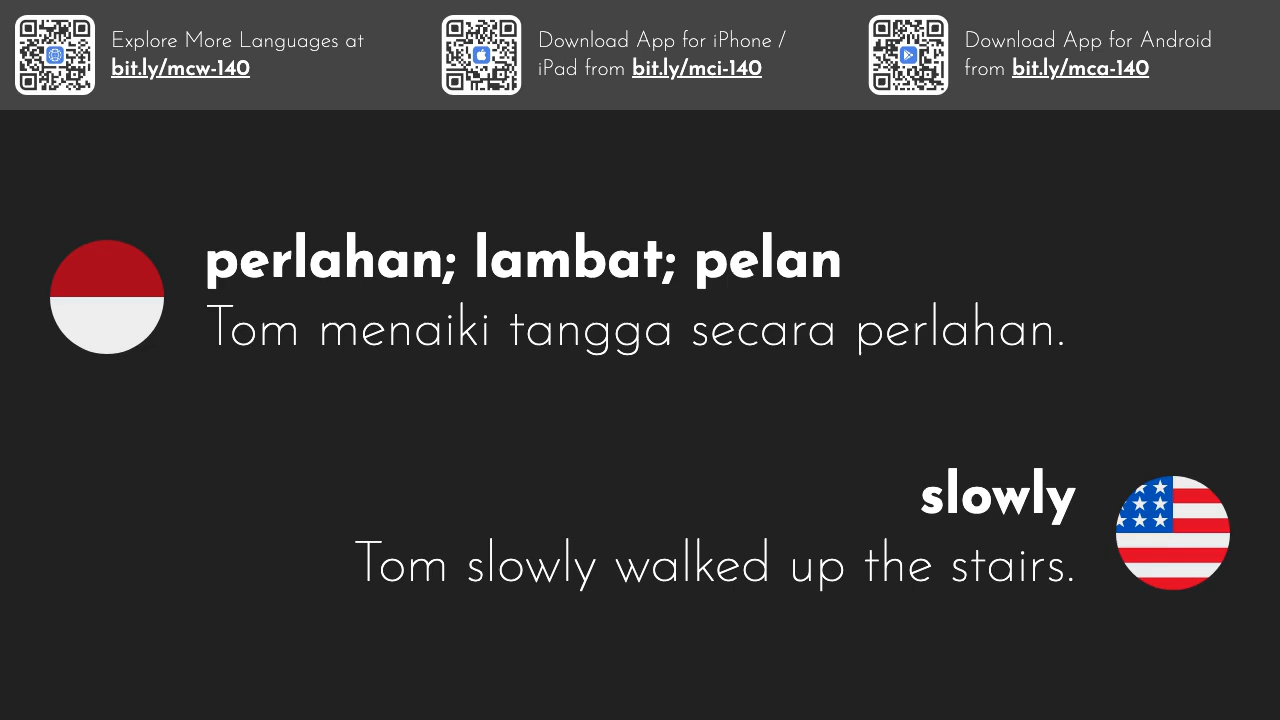 Explore More Languages at
bit.ly/mcw-140
Download App for iPhone /
iPad from bit.ly/mci-140
Download App for Android
from bit.ly/mca-140
perlahan; lambat; pelan
Tom menaiki tangga secara perlahan.
slowly
Tom slowly walked up the stairs.